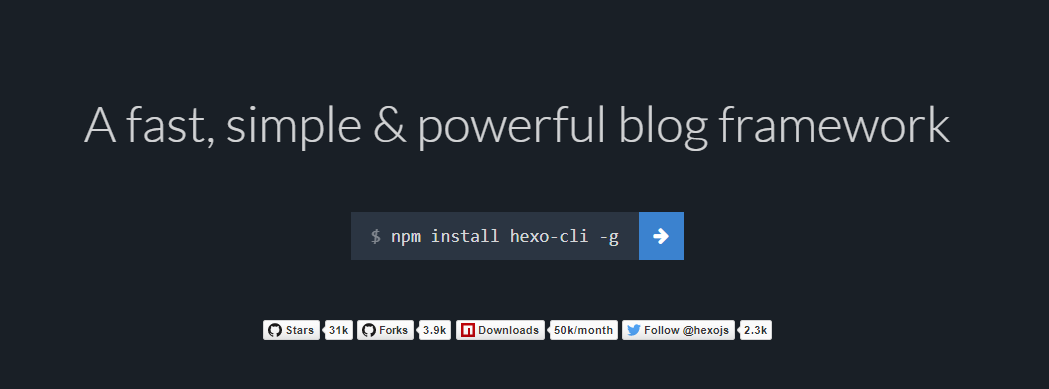 A fast, simple & powerful blog framework
$ npm install hexo-cli -g
Stars 31k Forks 3.9k Downloads 50k/month Follow @hexojs 2.3k